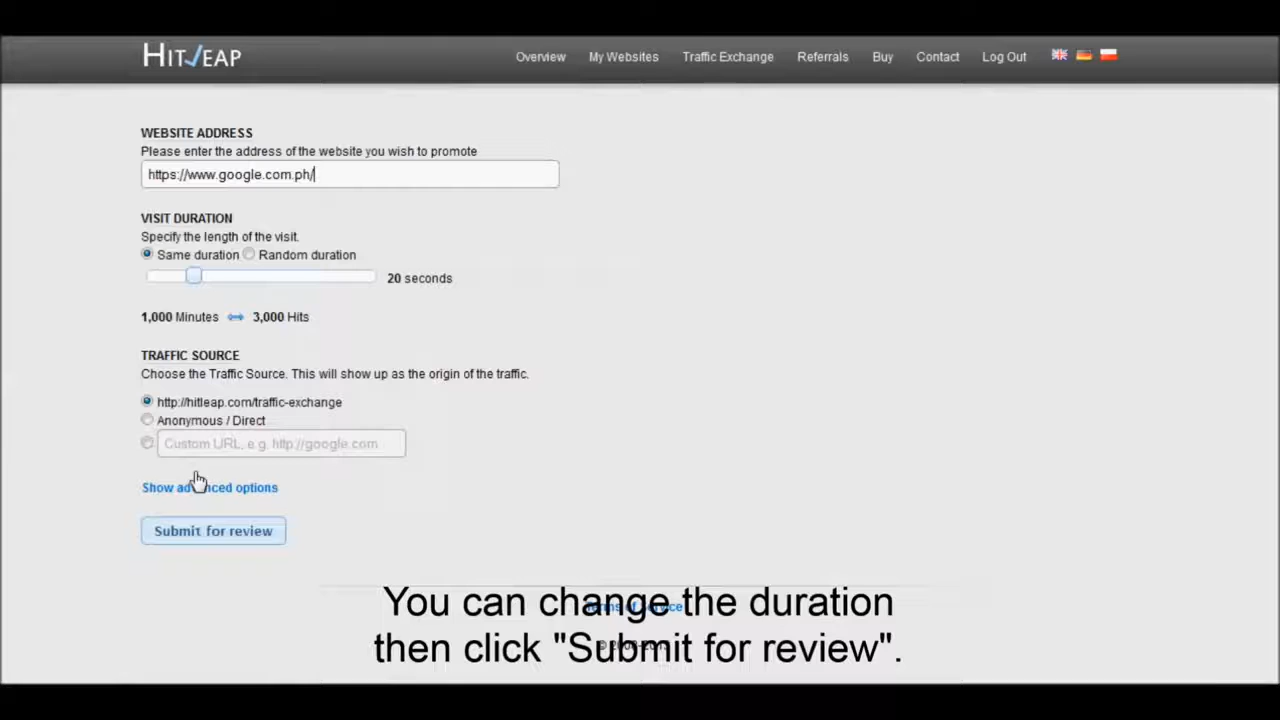 HITLEAP
Overview My Websites Traffic Exchange Referrals Buy Contact Log Out
WEBSITE ADDRESS
Please enter the address of the website you wish to promote
https://www.google.com.ph/
VISIT DURATION
Specify the length of the visit.
Same duration Random duration
20 seconds
1,000 Minutes 3,000 Hits
TRAFFIC SOURCE
Choose the Traffic Source. This will show up as the origin of the traffic.
http://hitleap.com/traffic-exchange
Anonymous / Direct
Custom URL, e.g. http://google.com
Show advanced options
Submit for review
Terms of Service
You can change the duration
then click "Submit for review".